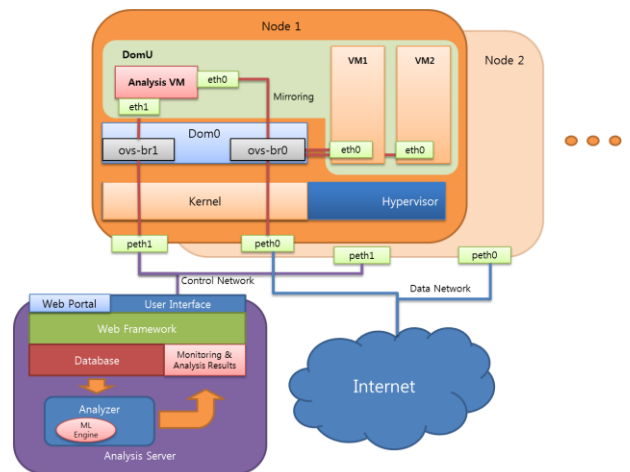 Node 1
DomU
Analysis VM
eth0
eth1
Mirroring
VM1
VM2
Node 2
Dom0
ovs-br1
ovs-br0
eth0
eth0
Kernel
Hypervisor
peth1
peth0
peth1
peth0
Control Network
Data Network
Web Portal
User Interface
Web Framework
Database
Monitoring &
Analysis Results
Analyzer
ML
Engine
Analysis Server
Internet